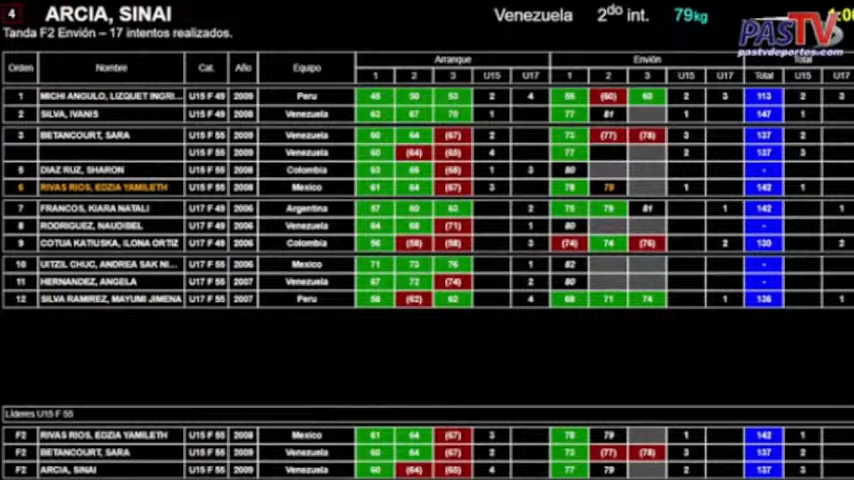 4 ARCIA, SINAI Venezuela 2do int. 79kg
Tanda F2 Envión – 17 intentos realizados.
PASTV
pastvdeportes.com
Arranque Envión Total
Orden Nombre Cat. Año Equipo 1 2 3 U15 U17 1 2 3 U15 U17 Total U15 U17
1 MICHI ANGULO, LIZQUET INGRI... U15 F 49 2009 Peru 48 50 53 2 4 55 (60) 60 2 3 113 2 3
2 SILVA, IVANIS U15 F 49 2008 Venezuela 63 67 70 1 77 81 1 147 1
3 BETANCOURT, SARA U15 F 55 2009 Venezuela 60 64 (67) 2 73 (77) (78) 3 137 2
U15 F 55 2009 Venezuela 60 (64) (65) 4 77 2 137 3
5 DIAZ RUZ, SHARON U15 F 55 2008 Colombia 63 66 (68) 1 3 80 -
6 RIVAS RIOS, EDZIA YAMILETH U15 F 55 2008 Mexico 61 64 (67) 3 78 79 1 142 1
7 FRANCOS, KIARA NATALI U17 F 49 2006 Argentina 57 60 63 2 75 79 81 1 142 1
8 RODRIGUEZ, NAUDIBEL U17 F 49 2006 Venezuela 64 68 (71) 1 80 -
9 COTUA KATIUSKA, ILONA ORTIZ U17 F 49 2006 Colombia 56 (58) (58) 3 (74) 74 (76) 2 130 2
10 UITZIL CHUC, ANDREA SAK NI... U17 F 55 2006 Mexico 71 73 76 1 82 -
11 HERNANDEZ, ANGELA U17 F 55 2007 Venezuela 67 72 (74) 2 80 -
12 SILVA RAMIREZ, MAYUMI JIMENA U17 F 55 2007 Peru 58 (62) 62 4 68 71 74 1 136 1
Líderes U15 F 55
F2 RIVAS RIOS, EDZIA YAMILETH U15 F 55 2008 Mexico 61 64 (67) 3 78 79 1 142 1
F2 BETANCOURT, SARA U15 F 55 2009 Venezuela 60 64 (67) 2 73 (77) (78) 3 137 2
F2 ARCIA, SINAI U15 F 55 2009 Venezuela 60 (64) (65) 4 77 79 2 137 3